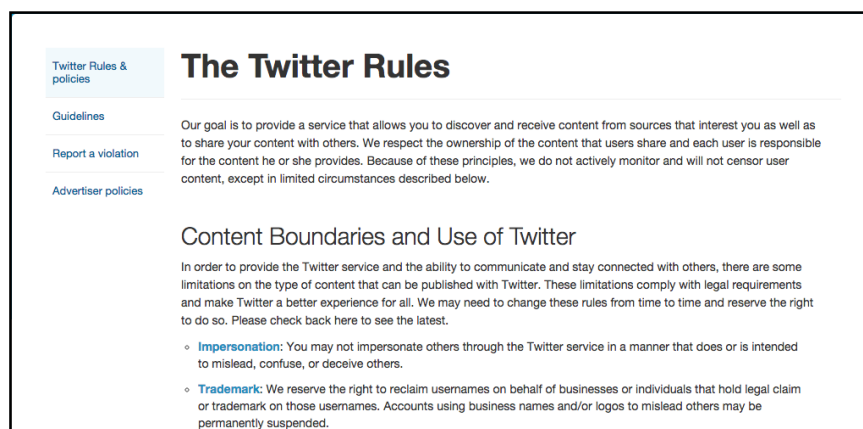 Twitter Rules &
policies
Guidelines
Report a violation
Advertiser policies
The Twitter Rules
Our goal is to provide a service that allows you to discover and receive content from sources that interest you as well as
to share your content with others. We respect the ownership of the content that users share and each user is responsible
for the content he or she provides. Because of these principles, we do not actively monitor and will not censor user
content, except in limited circumstances described below.
Content Boundaries and Use of Twitter
In order to provide the Twitter service and the ability to communicate and stay connected with others, there are some
limitations on the type of content that can be published with Twitter. These limitations comply with legal requirements
and make Twitter a better experience for all. We may need to change these rules from time to time and reserve the right
to do so. Please check back here to see the latest.
Impersonation: You may not impersonate others through the Twitter service in a manner that does or is intended
to mislead, confuse, or deceive others.
Trademark: We reserve the right to reclaim usernames on behalf of businesses or individuals that hold legal claim
or trademark on those usernames. Accounts using business names and/or logos to mislead others may be
permanently suspended.